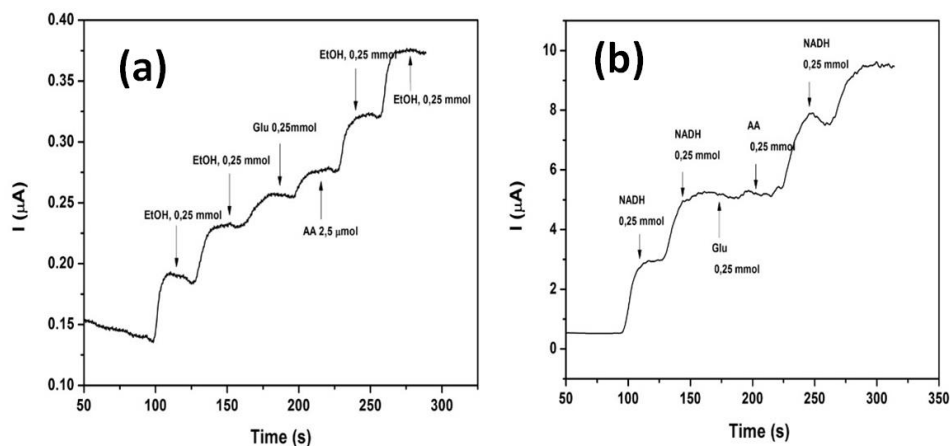 (a)
0.40
0.35
0.30
0.25
0.20
0.15
0.10
I (μA)
EtOH, 0,25 mmol
EtOH, 0,25 mmol
Glu 0,25mmol
EtOH, 0,25 mmol
EtOH, 0,25 mmol
AA 2,5 μmol
50 100 150 200 250 300
Time (s)
(b)
10
8
6
4
2
0
I (μA)
NADH
0,25 mmol
NADH
0,25 mmol
AA
0,25 mmol
NADH
0,25 mmol
Glu
0,25 mmol
50 100 150 200 250 300 350
Time (s)